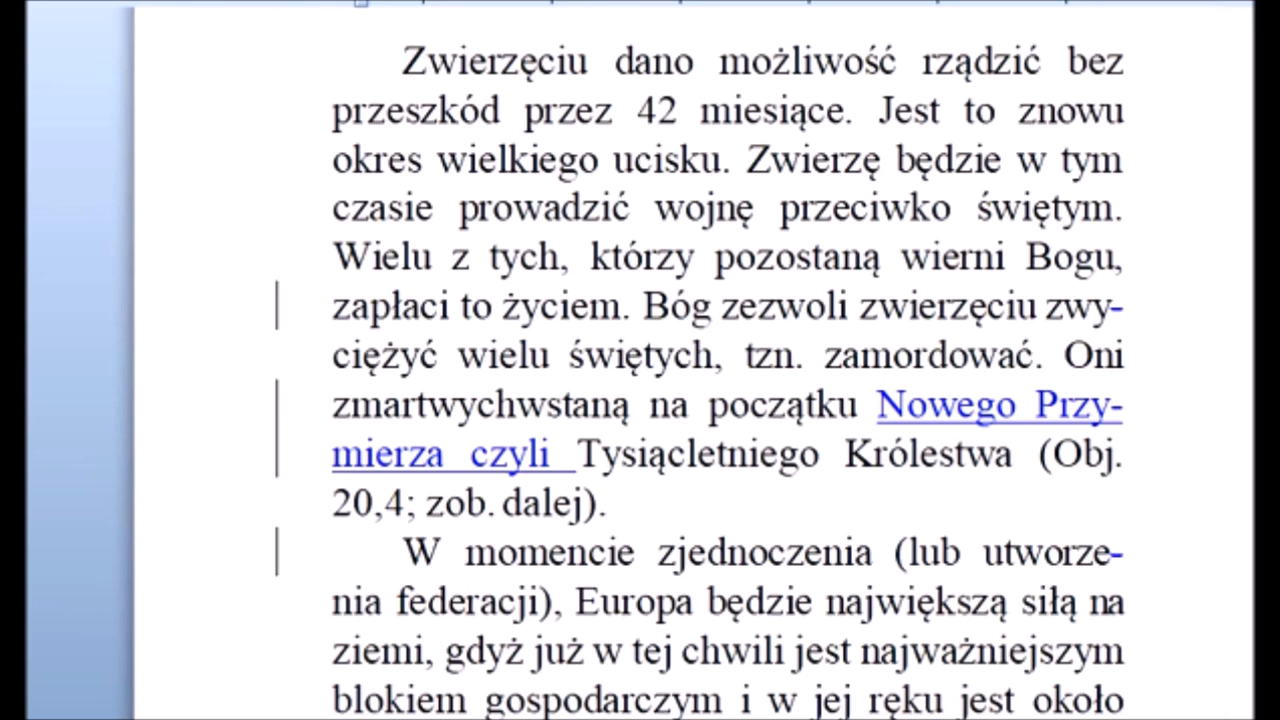 Zwierzęciu dano możliwość rządzić bez
przeszkód przez 42 miesiące. Jest to znowu
okres wielkiego ucisku. Zwierzę będzie w tym
czasie prowadzić wojnę przeciwko świętym.
Wielu z tych, którzy pozostaną wierni Bogu,
zapłaci to życiem. Bóg zezwoli zwierzęciu zwy-
ciężyć wielu świętych, tzn. zamordować. Oni
zmartwychwstaną na początku Nowego Przy-
mierza czyli Tysiącletniego Królestwa (Obj.
20,4; zob. dalej).
W momencie zjednoczenia (lub utworze-
nia federacji), Europa będzie największą siłą na
ziemi, gdyż już w tej chwili jest najważniejszym
blokiem gospodarczym i w jej ręku jest około